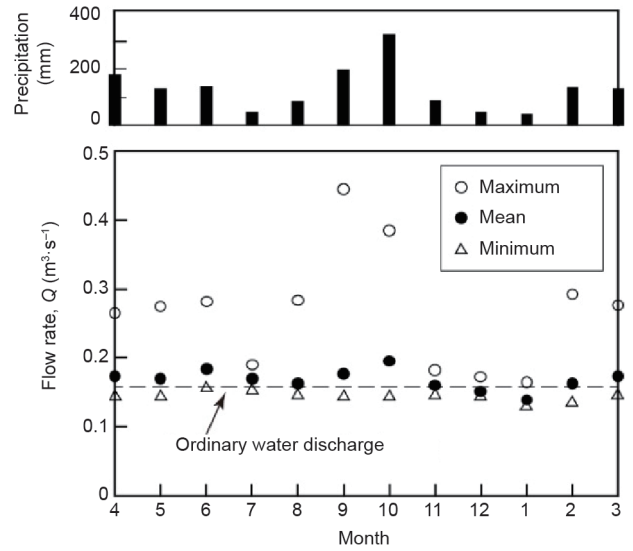 Precipitation
(mm)
400
200
0
0.5
0.4
0.3
0.2
0.1
0
Flow rate, Q (m³·s⁻¹)
Maximum
Mean
Minimum
Ordinary water discharge
4 5 6 7 8 9 10 11 12 1 2 3
Month